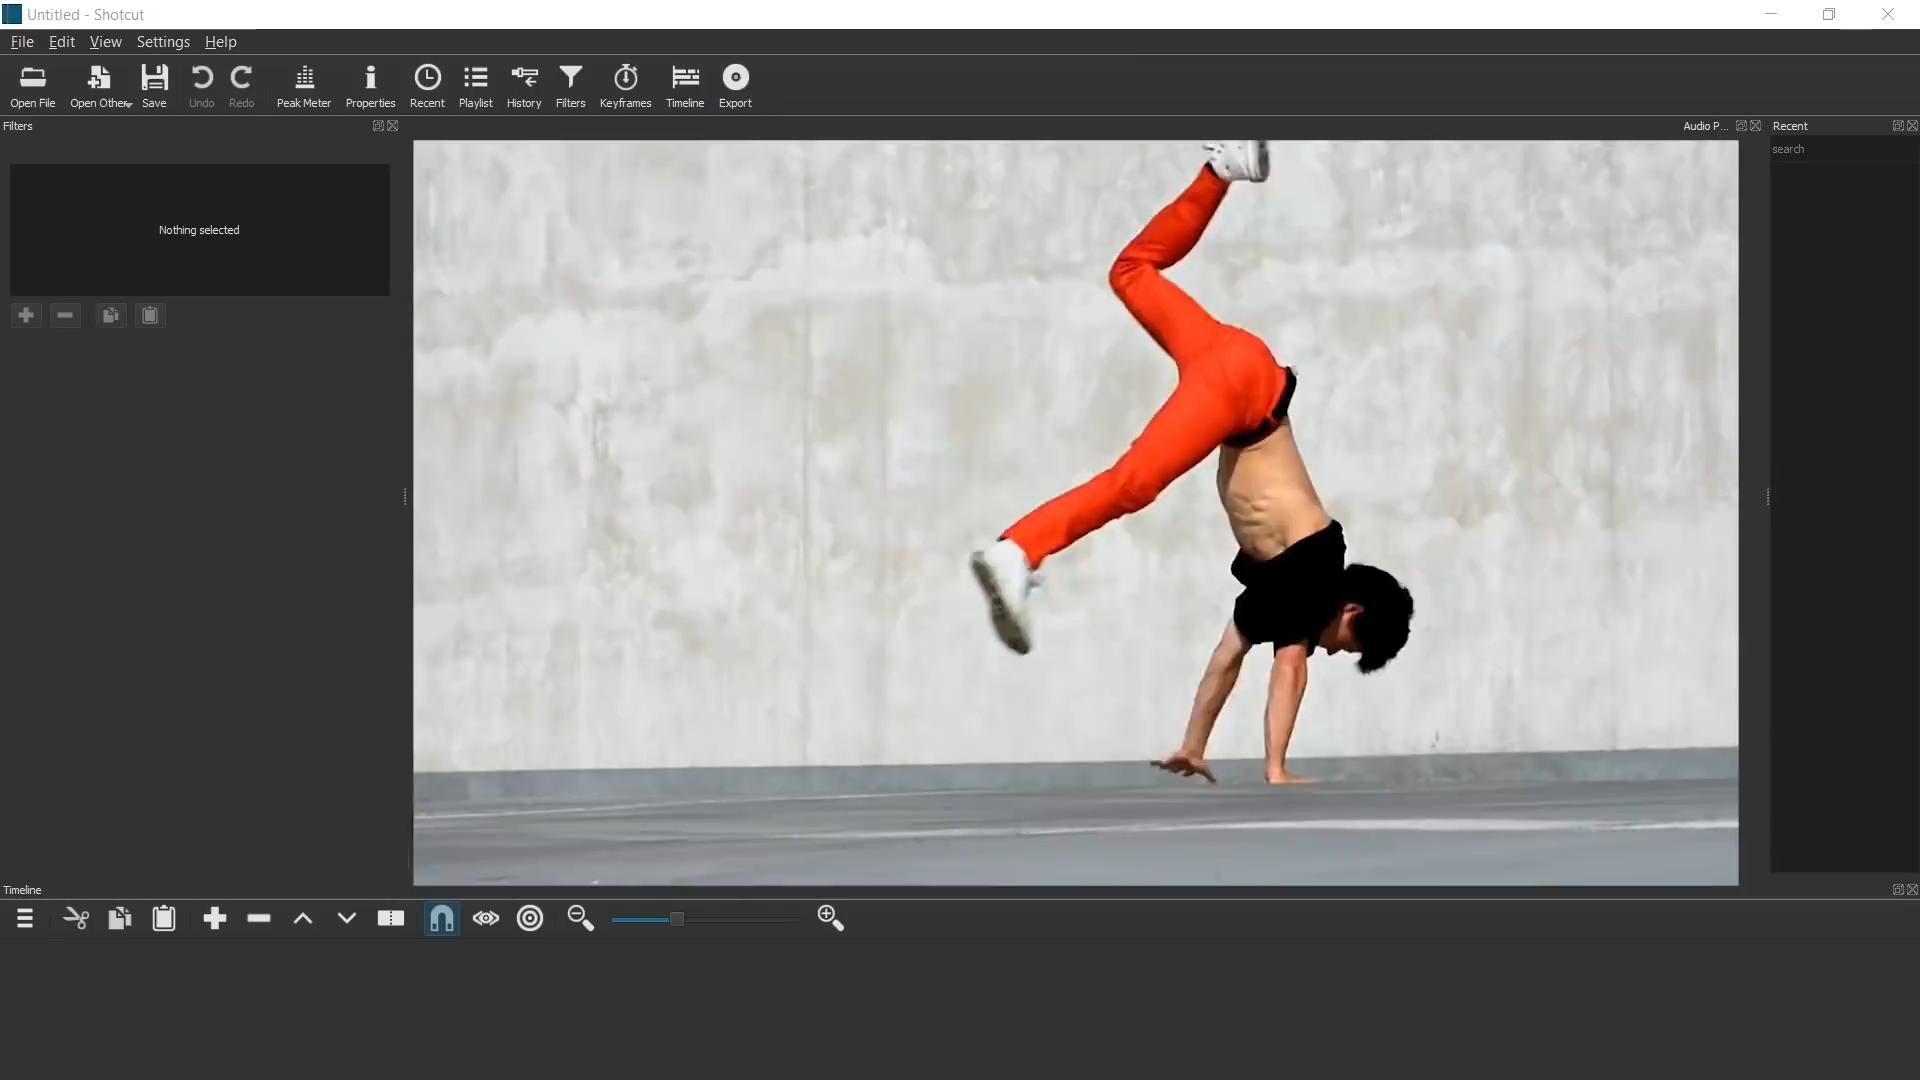 Untitled - Shotcut
File Edit View Settings Help
Open File Open Other Save Undo Redo Peak Meter Properties Recent Playlist History Filters Keyframes Timeline Export
Filters
Audio P...
Recent
search
Nothing selected
Timeline